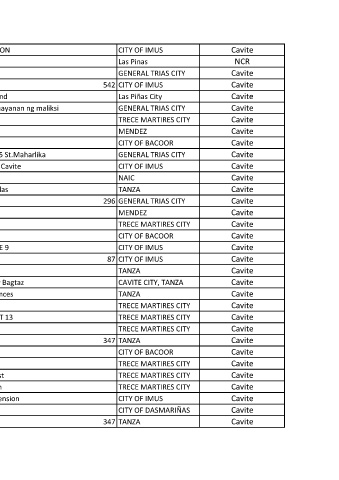 ON CITY OF IMUS Cavite
Las Pinas NCR
GENERAL TRIAS CITY Cavite
542 CITY OF IMUS Cavite
nd Las Piñas City Cavite
ayanan ng maliksi GENERAL TRIAS CITY Cavite
TRECE MARTIRES CITY Cavite
MENDEZ Cavite
CITY OF BACOOR Cavite
5 St.Maharlika GENERAL TRIAS CITY Cavite
Cavite CITY OF IMUS Cavite
NAIC Cavite
las TANZA Cavite
296 GENERAL TRIAS CITY Cavite
MENDEZ Cavite
TRECE MARTIRES CITY Cavite
CITY OF BACOOR Cavite
E 9 CITY OF IMUS Cavite
87 CITY OF IMUS Cavite
TANZA Cavite
Bagtaz CAVITE CITY, TANZA Cavite
nces TANZA Cavite
TRECE MARTIRES CITY Cavite
T 13 TRECE MARTIRES CITY Cavite
TRECE MARTIRES CITY Cavite
347 TANZA Cavite
CITY OF BACOOR Cavite
TRECE MARTIRES CITY Cavite
st TRECE MARTIRES CITY Cavite
TRECE MARTIRES CITY Cavite
ension CITY OF IMUS Cavite
CITY OF DASMARIÑAS Cavite
347 TANZA Cavite